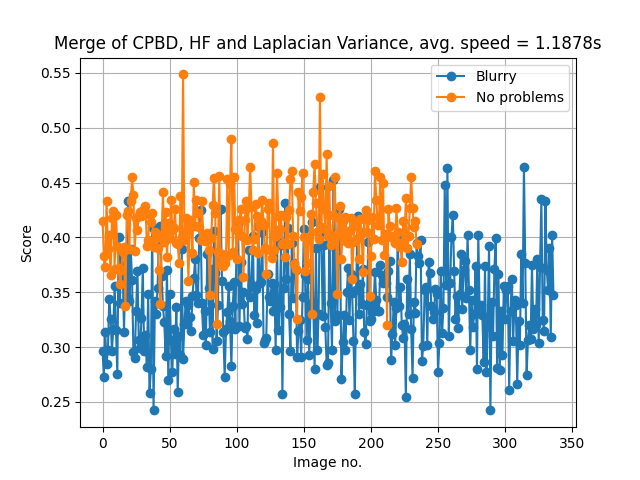 Merge of CPBD, HF and Laplacian Variance, avg. speed = 1.1878s
Blurry
No problems
0.55
0.50
0.45
0.40
0.35
0.30
0.25
Score
0 50 100 150 200 250 300 350
Image no.